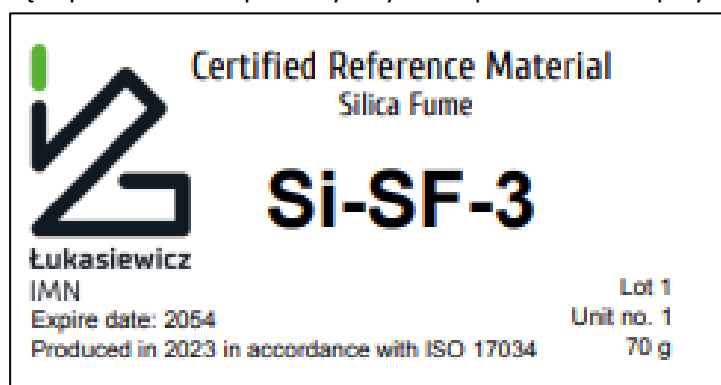 Certified Reference Material
Silica Fume
Si-SF-3
Łukasiewicz
IMN
Lot 1
Expire date: 2054
Unit no. 1
Produced in 2023 in accordance with ISO 17034
70 g